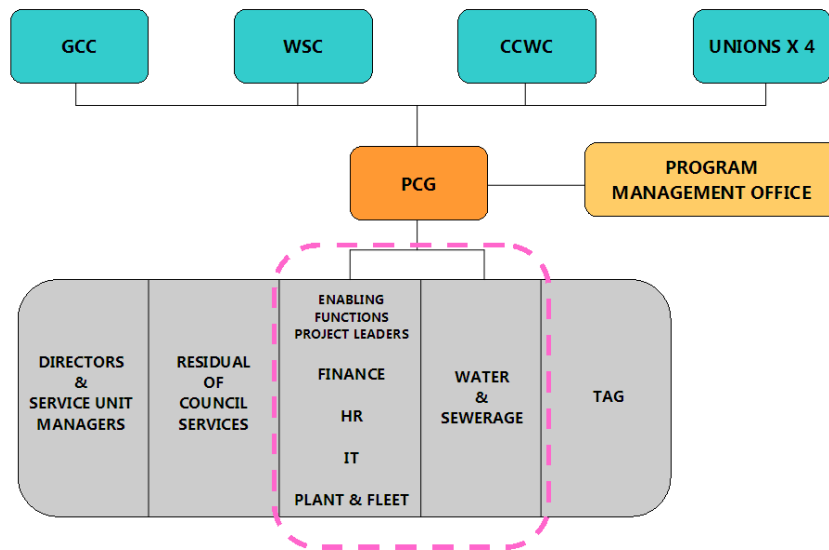 GCC
WSC
CCWC
UNIONS X 4
PCG
PROGRAM
MANAGEMENT OFFICE
DIRECTORS
&
SERVICE UNIT
MANAGERS
RESIDUAL
OF
COUNCIL
SERVICES
ENABLING
FUNCTIONS
PROJECT LEADERS
FINANCE
HR
IT
PLANT & FLEET
WATER
&
SEWERAGE
TAG